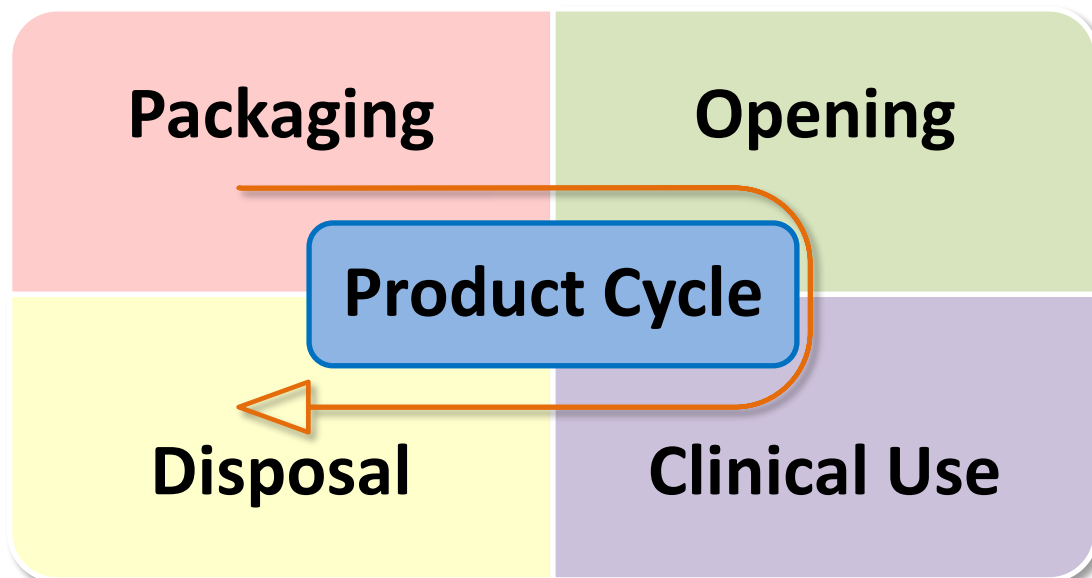 Packaging
Opening
Product Cycle
Disposal
Clinical Use